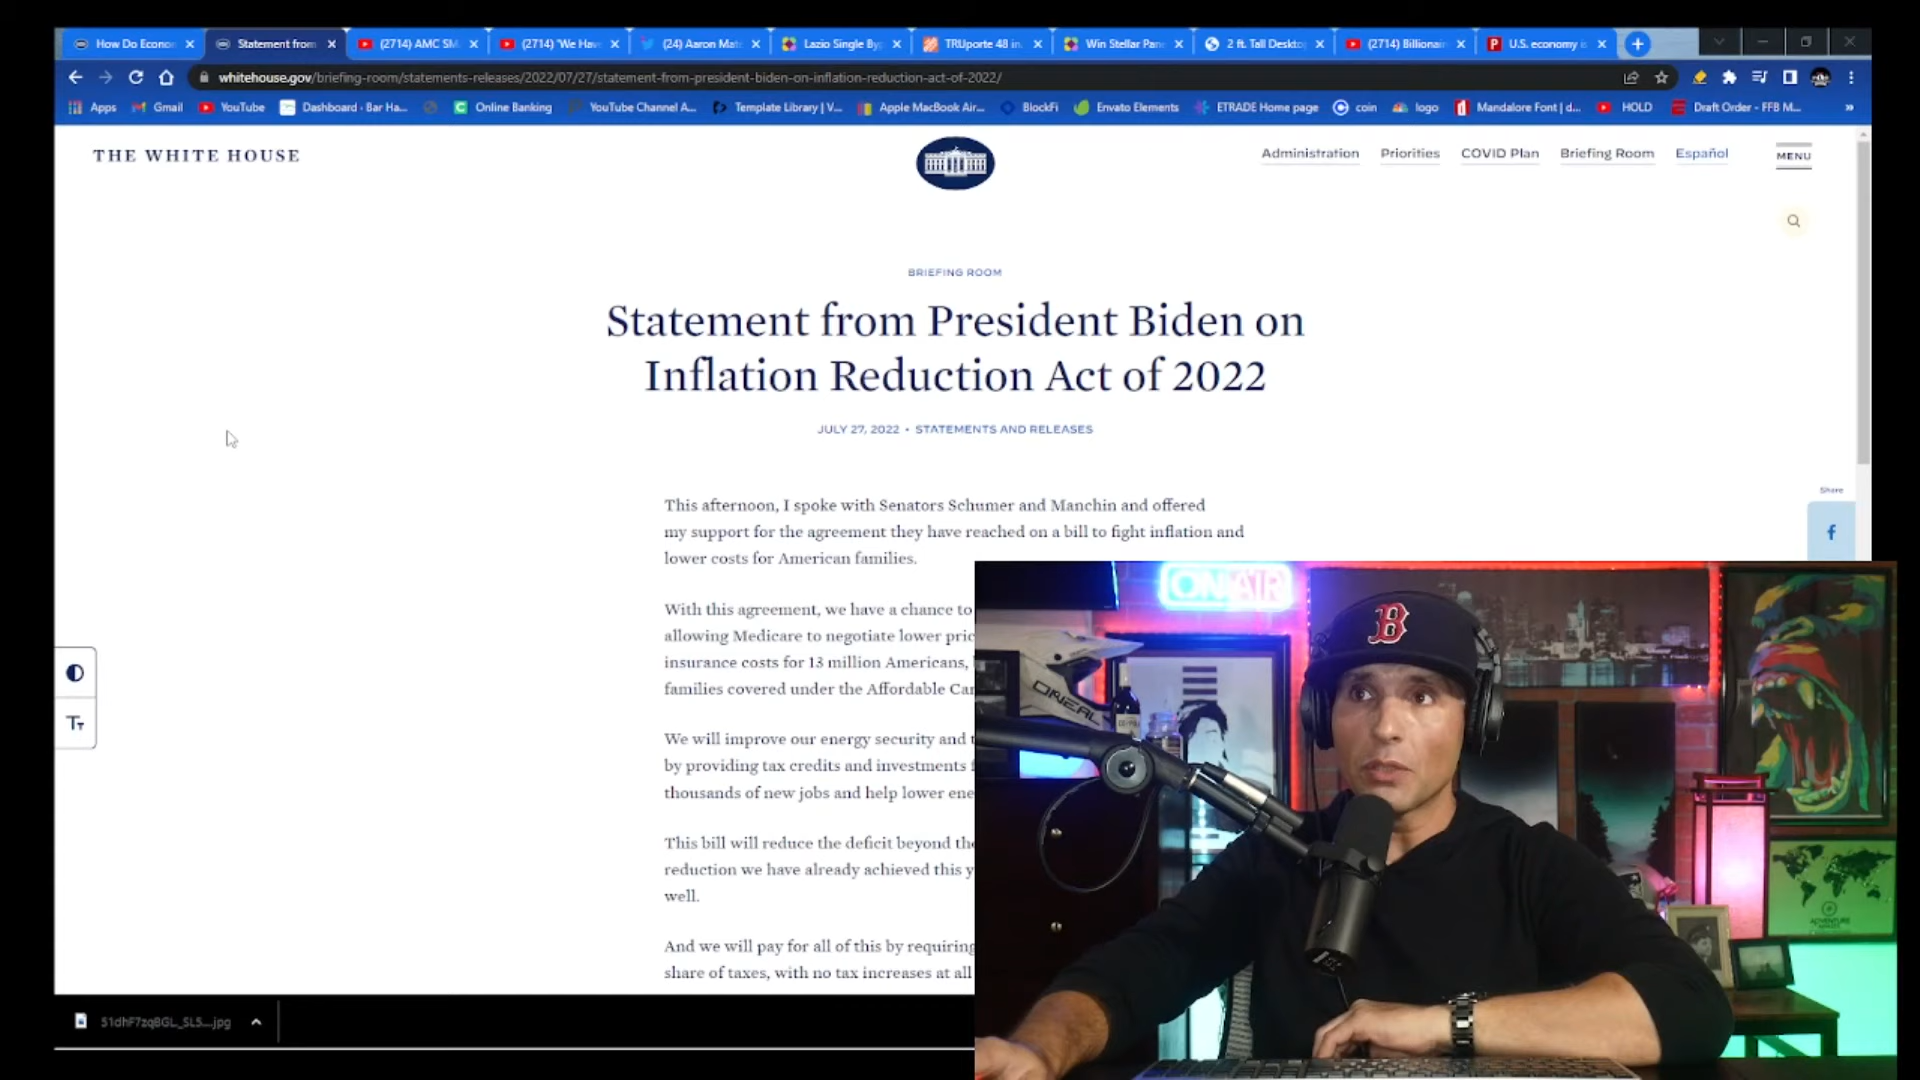 How Do Econo
Statement from
(2714) AMC SM
(2714) "We Hav
(24) Aaron Mat
Lazio Single By
TRUporte 48 in.
Win Stellar Pan
2 ft. Tall Deskto
(2714) Billionai
U.S. economy i
whitehouse.gov/briefing-room/statements-releases/2022/07/27/statement-from-president-biden-on-inflation-reduction-act-of-2022/
Apps
Gmail
YouTube
Dashboard - Bar Ha...
Online Banking
YouTube Channel A...
Template Library | V...
Apple MacBook Air...
BlockFi
Envato Elements
ETRADE Home page
coin
logo
Mandalore Font | d...
HOLD
Draft Order - FFB M...
»
THE WHITE HOUSE
Administration
Priorities
COVID Plan
Briefing Room
Español
MENU
BRIEFING ROOM
Statement from President Biden on
Inflation Reduction Act of 2022
JULY 27, 2022 • STATEMENTS AND RELEASES
Share
f
This afternoon, I spoke with Senators Schumer and Manchin and offered
my support for the agreement they have reached on a bill to fight inflation and
lower costs for American families.
With this agreement, we have a chance to
allowing Medicare to negotiate lower pric
insurance costs for 13 million Americans,
families covered under the Affordable Car
We will improve our energy security and t
by providing tax credits and investments f
thousands of new jobs and help lower ene
This bill will reduce the deficit beyond the
reduction we have already achieved this y
well.
And we will pay for all of this by requiring
share of taxes, with no tax increases at all
TT
ON AIR
B
ONEAL
ADVENTURE